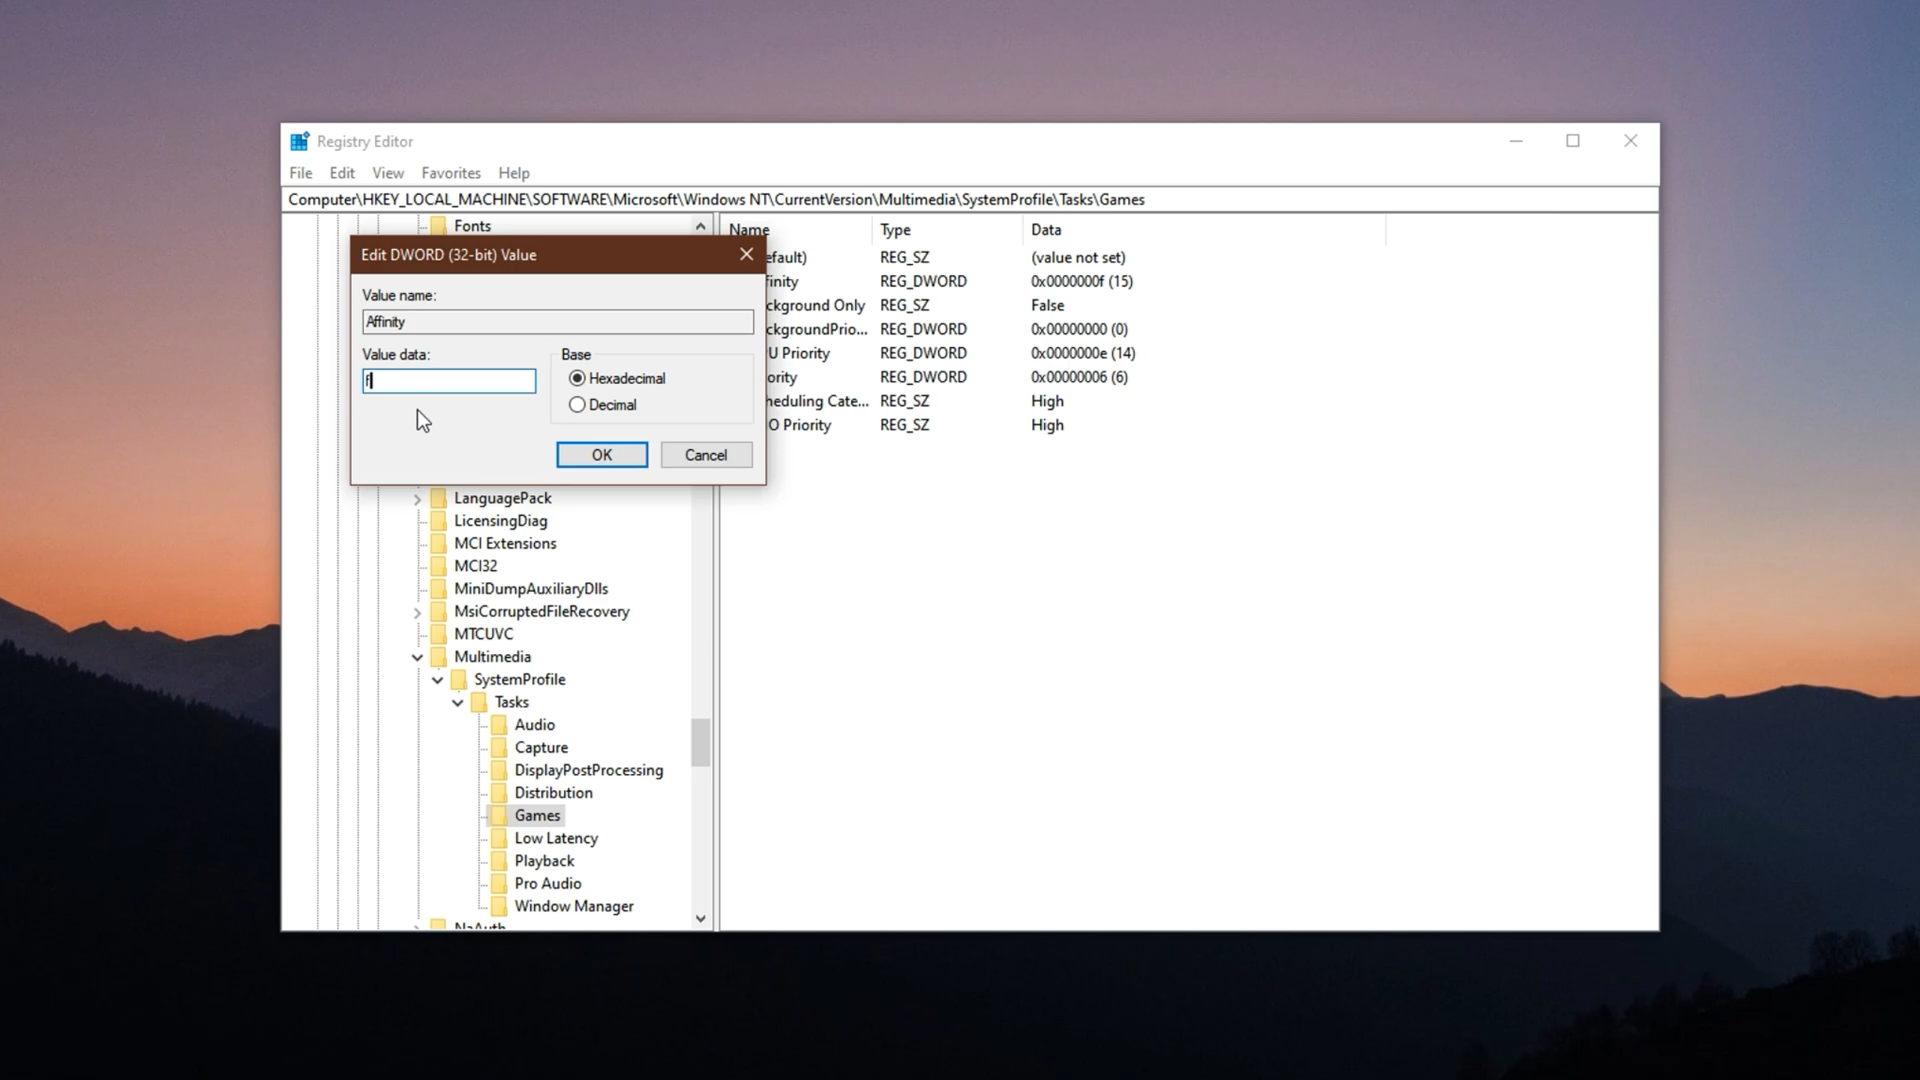 Registry Editor
File Edit View Favorites Help
Computer\HKEY_LOCAL_MACHINE\SOFTWARE\Microsoft\Windows NT\CurrentVersion\Multimedia\SystemProfile\Tasks\Games
Fonts
Edit DWORD (32-bit) Value
Value name:
Affinity
Value data:
f
Base
Hexadecimal
Decimal
OK Cancel
LanguagePack
LicensingDiag
MCI Extensions
MCI32
MiniDumpAuxiliaryDlls
MsiCorruptedFileRecovery
MTCUVC
Multimedia
SystemProfile
Tasks
Audio
Capture
DisplayPostProcessing
Distribution
Games
Low Latency
Playback
Pro Audio
Window Manager
Name Type Data
efault) REG_SZ (value not set)
finity REG_DWORD 0x0000000f (15)
ckground Only REG_SZ False
ckgroundPrio... REG_DWORD 0x00000000 (0)
U Priority REG_DWORD 0x0000000e (14)
ority REG_DWORD 0x00000006 (6)
heduling Cate... REG_SZ High
O Priority REG_SZ High